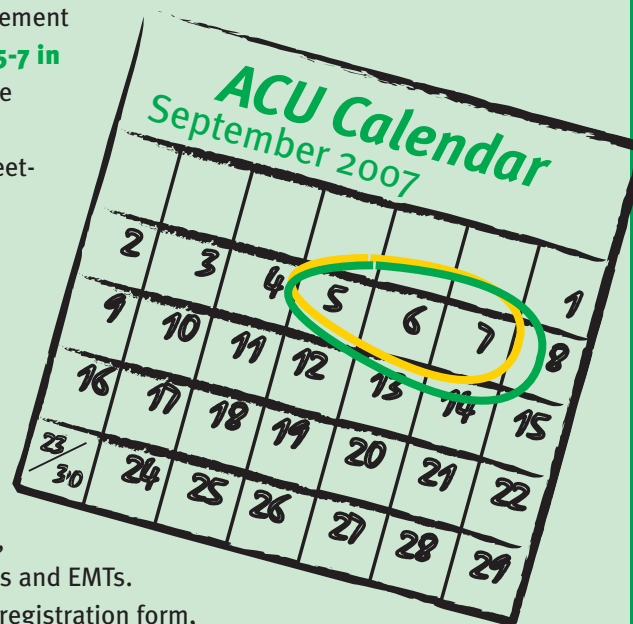 ement
5-7 in
e
eet-
ACU Calendar
September 2007
1
2 3 4 5 6 7 8
9 10 11 12 13 14 15
16 17 18 19 20 21 22
23/30 24 25 26 27 28 29
,
s and EMTs.
registration form,